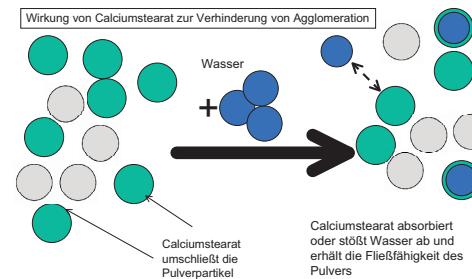 Wirkung von Calciumstearat zur Verhinderung von Agglomeration
Wasser
+
Calciumstearat
umschließt die
Pulverpartikel
Calciumstearat absorbiert
oder stößt Wasser ab und
erhält die Fließfähigkeit des
Pulvers